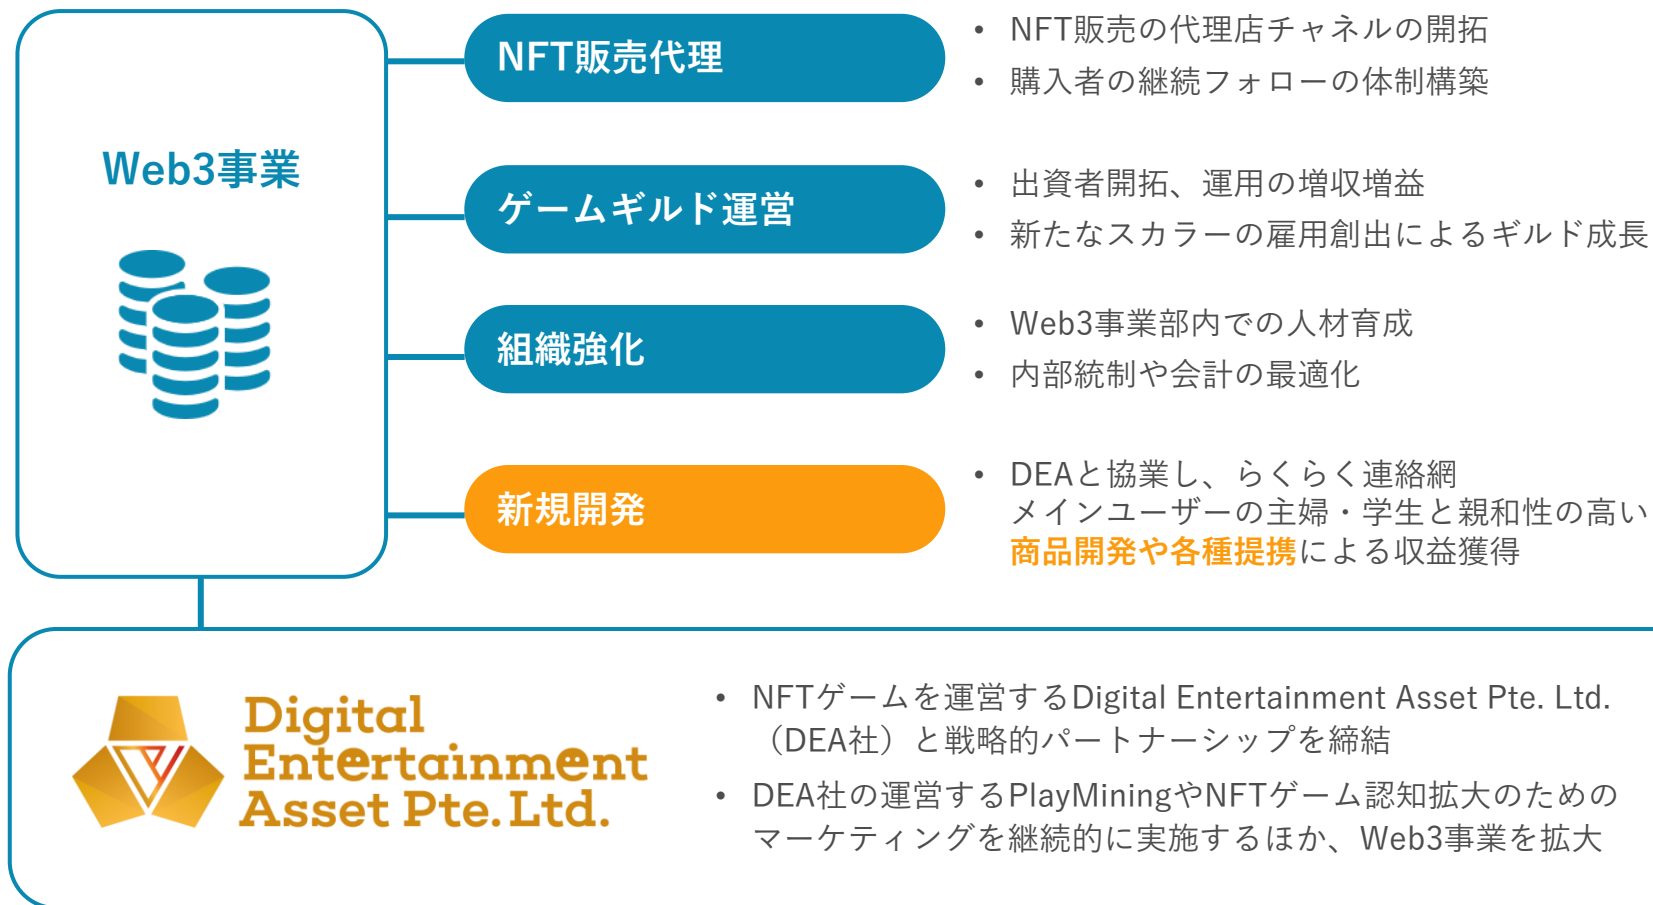 Web3事業
NFT販売代理
• NFT販売の代理店チャネルの開拓
• 購入者の継続フォローの体制構築
ゲームギルド運営
• 出資者開拓、運用の増収増益
• 新たなスカラーの雇用創出によるギルド成長
組織強化
• Web3事業部内での人材育成
• 内部統制や会計の最適化
新規開発
• DEAと協業し、らくらく連絡網
メインユーザーの主婦・学生と親和性の高い
商品開発や各種提携による収益獲得
Digital
Entertainment
Asset Pte.Ltd.
• NFTゲームを運営するDigital Entertainment Asset Pte. Ltd.
（DEA社）と戦略的パートナーシップを締結
• DEA社の運営するPlayMiningやNFTゲーム認知拡大のための
マーケティングを継続的に実施するほか、Web3事業を拡大